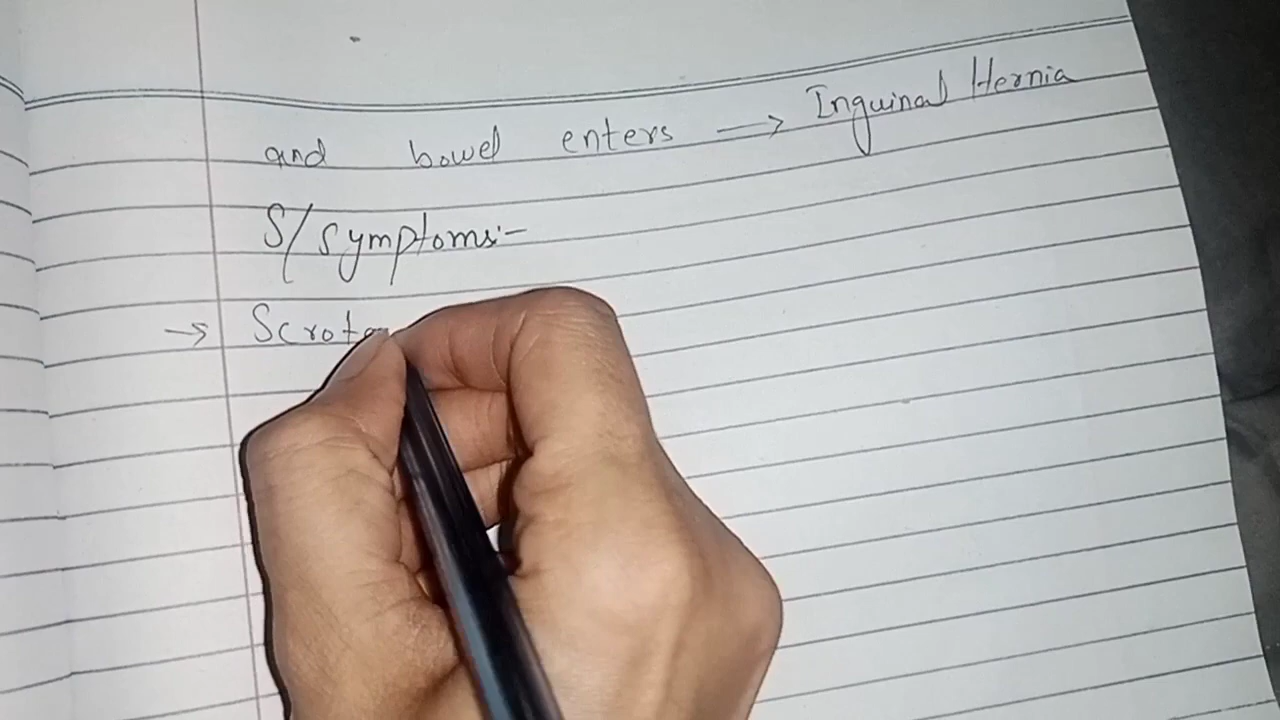 and bowel enters → Inguinal Hernia
S/symptoms:-
→ Scrot